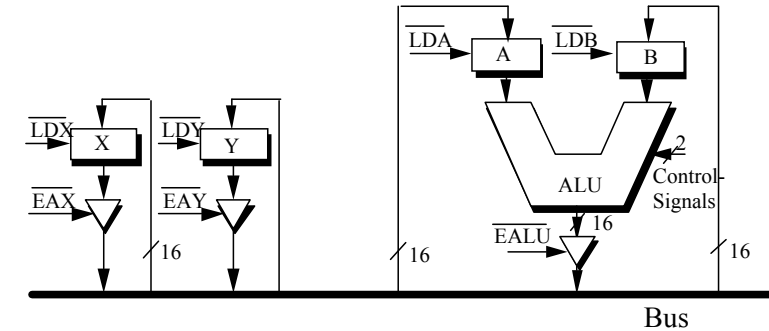 LDA
A
LDB
B
LDX
X
LDY
Y
2
Control-
Signals
ALU
EAX
EAY
16
EALU
16
16
16
Bus